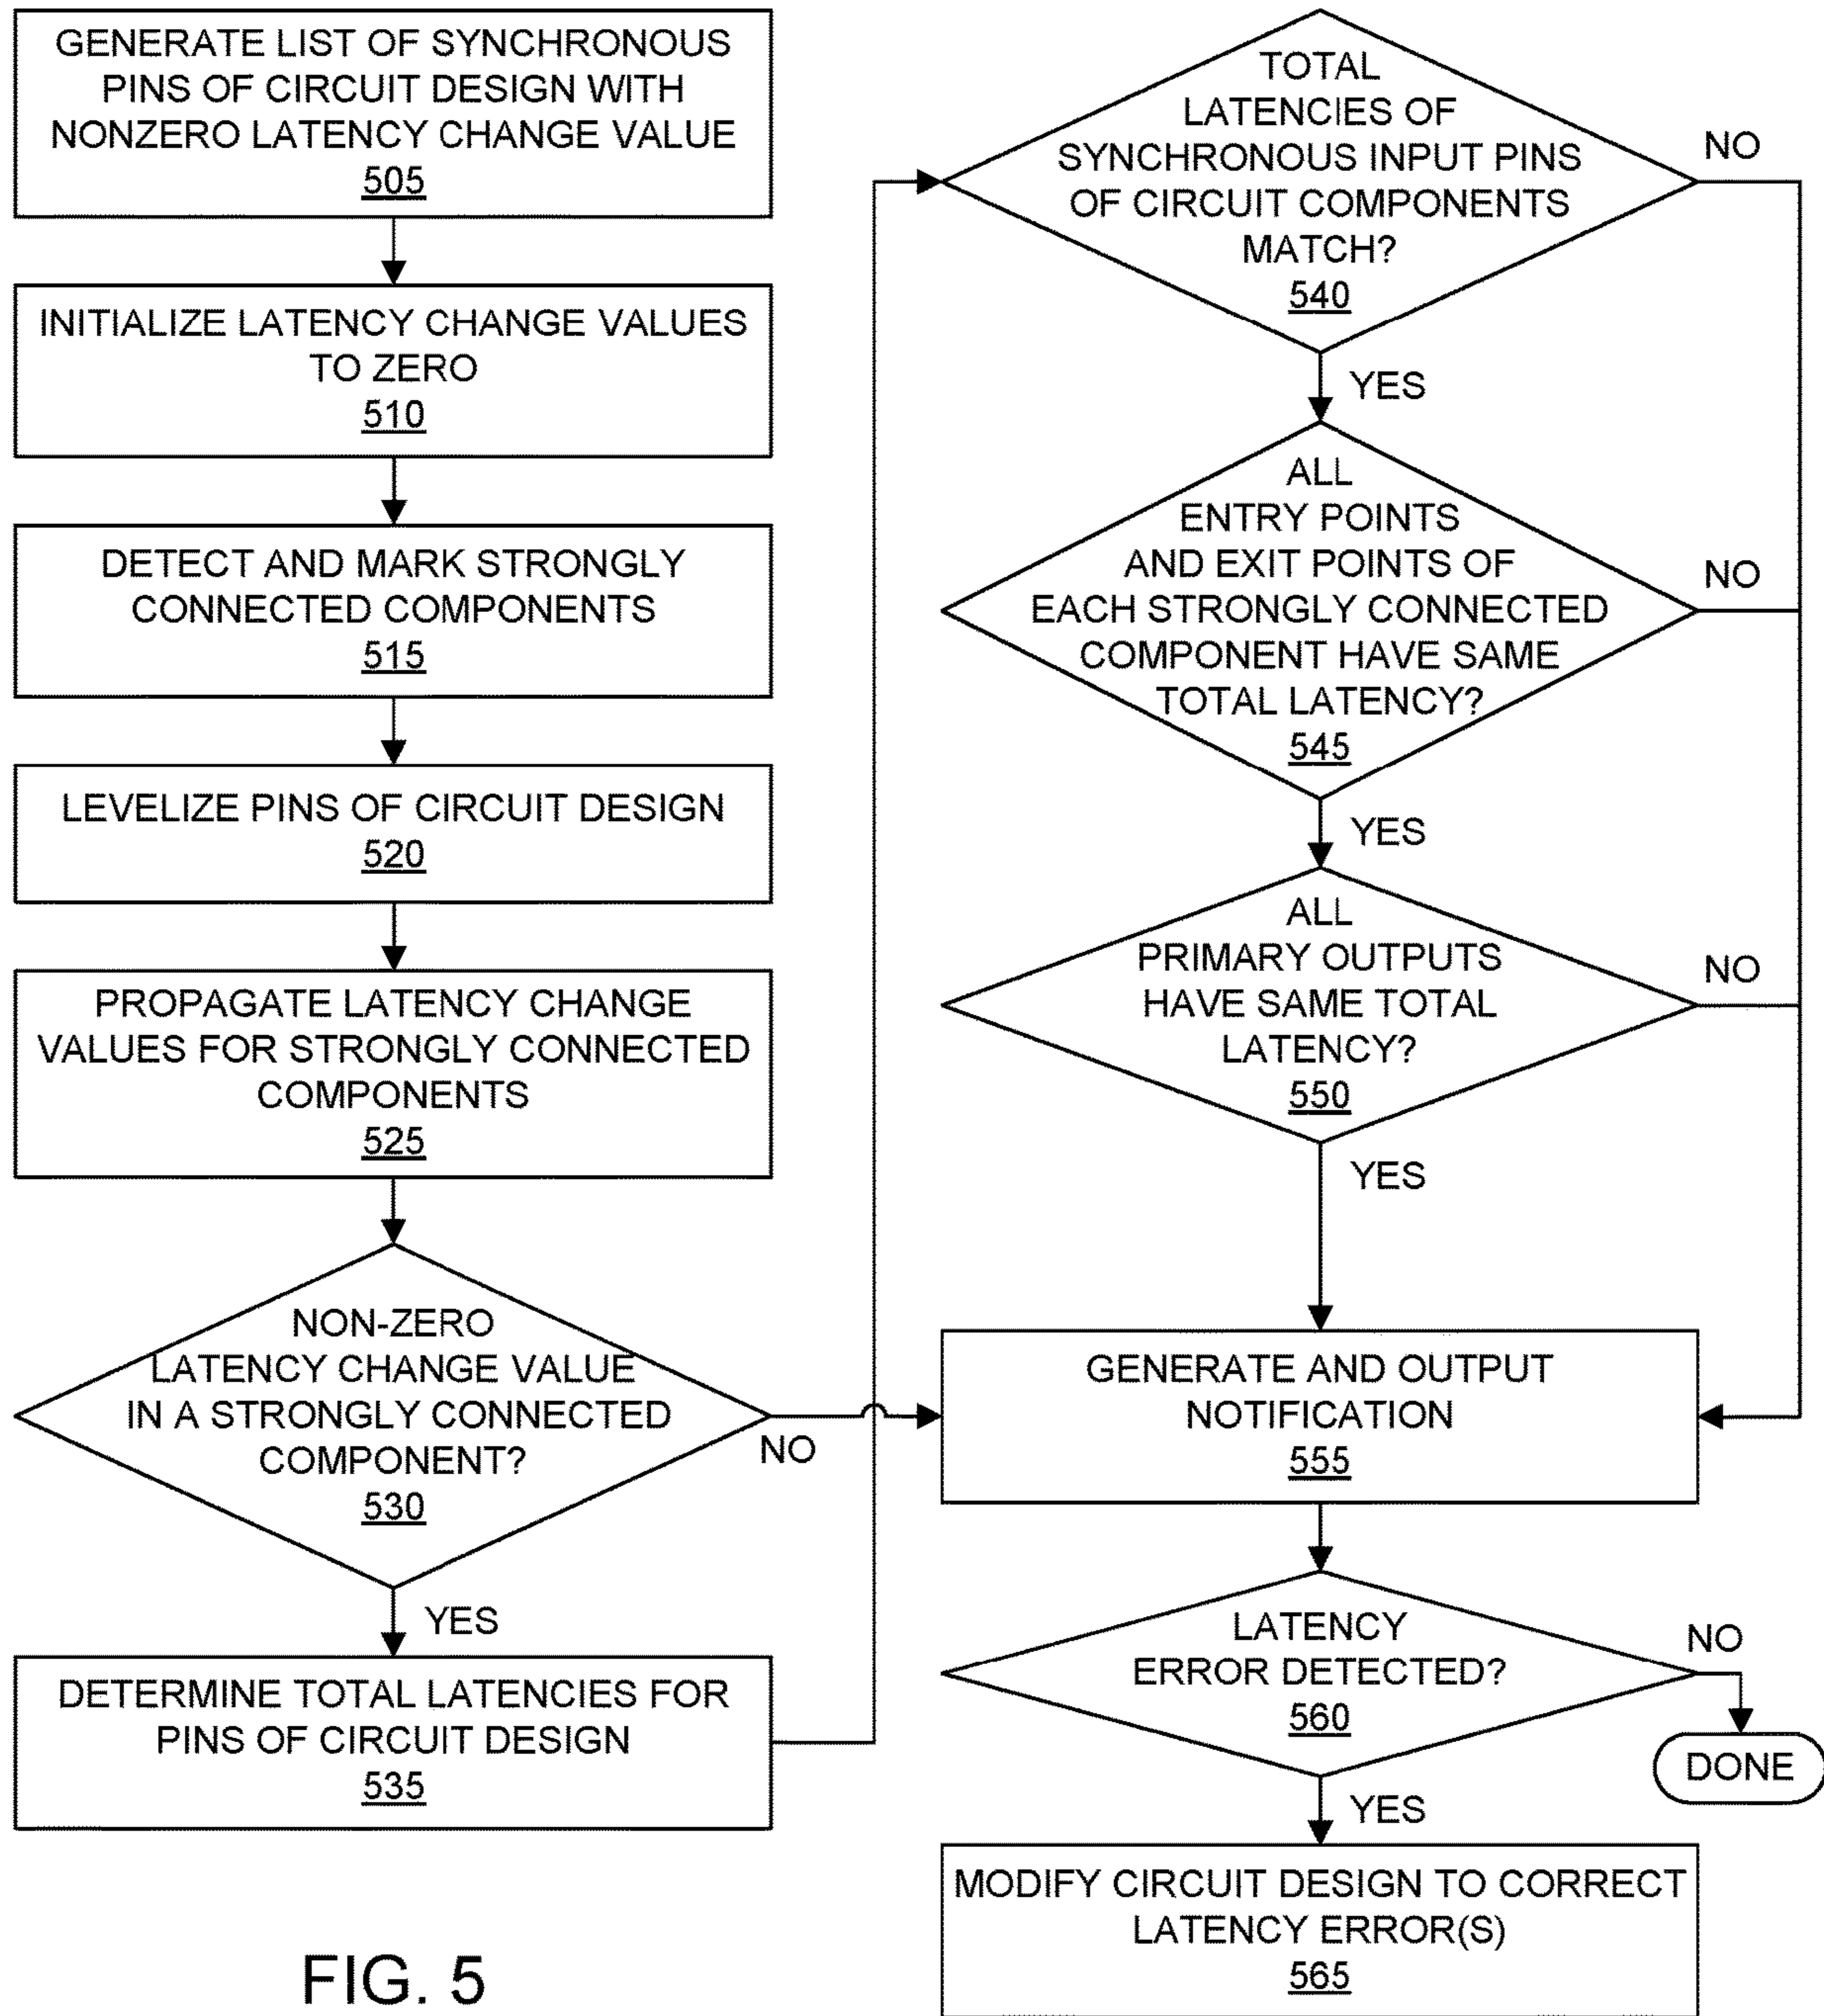 GENERATE LIST OF SYNCHRONOUS
PINS OF CIRCUIT DESIGN WITH
NONZERO LATENCY CHANGE VALUE
505
INITIALIZE LATENCY CHANGE VALUES
TO ZERO
510
DETECT AND MARK STRONGLY
CONNECTED COMPONENTS
515
LEVELIZE PINS OF CIRCUIT DESIGN
520
PROPAGATE LATENCY CHANGE
VALUES FOR STRONGLY CONNECTED
COMPONENTS
525
NON-ZERO
LATENCY CHANGE VALUE
IN A STRONGLY CONNECTED
COMPONENT?
530
NO
YES
DETERMINE TOTAL LATENCIES FOR
PINS OF CIRCUIT DESIGN
535
TOTAL
LATENCIES OF
SYNCHRONOUS INPUT PINS
OF CIRCUIT COMPONENTS
MATCH?
540
NO
YES
ALL
ENTRY POINTS
AND EXIT POINTS OF
EACH STRONGLY CONNECTED
COMPONENT HAVE SAME
TOTAL LATENCY?
545
NO
YES
ALL
PRIMARY OUTPUTS
HAVE SAME TOTAL
LATENCY?
550
NO
YES
GENERATE AND OUTPUT
NOTIFICATION
555
LATENCY
ERROR DETECTED?
560
NO
DONE
YES
MODIFY CIRCUIT DESIGN TO CORRECT
LATENCY ERROR(S)
565
FIG. 5